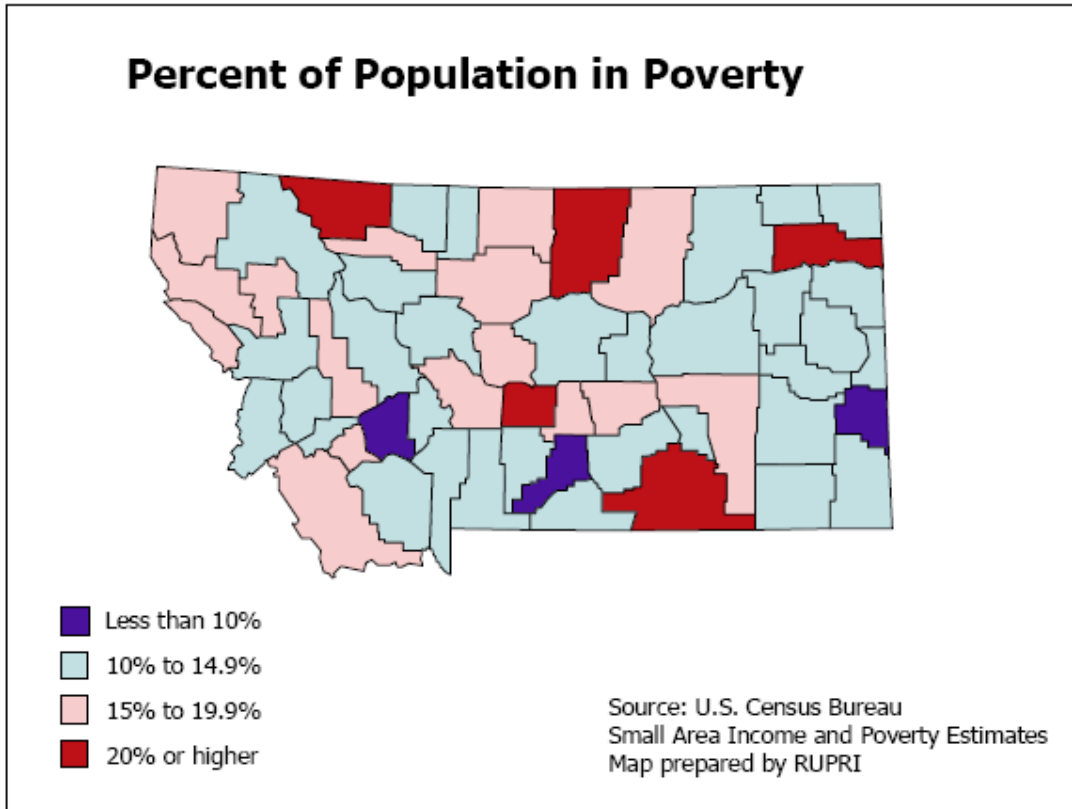 Percent of Population in Poverty
Less than 10%
10% to 14.9%
15% to 19.9%
20% or higher
Source: U.S. Census Bureau
Small Area Income and Poverty Estimates
Map prepared by RUPRI